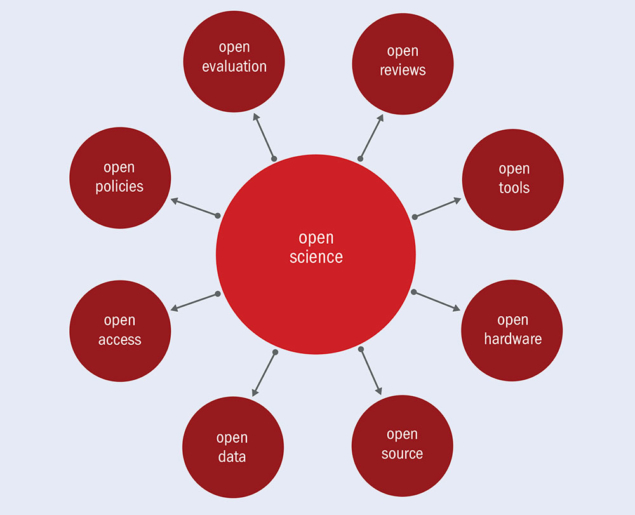 open
evaluation
open
reviews
open
policies
open
tools
open
science
open
access
open
hardware
open
data
open
source